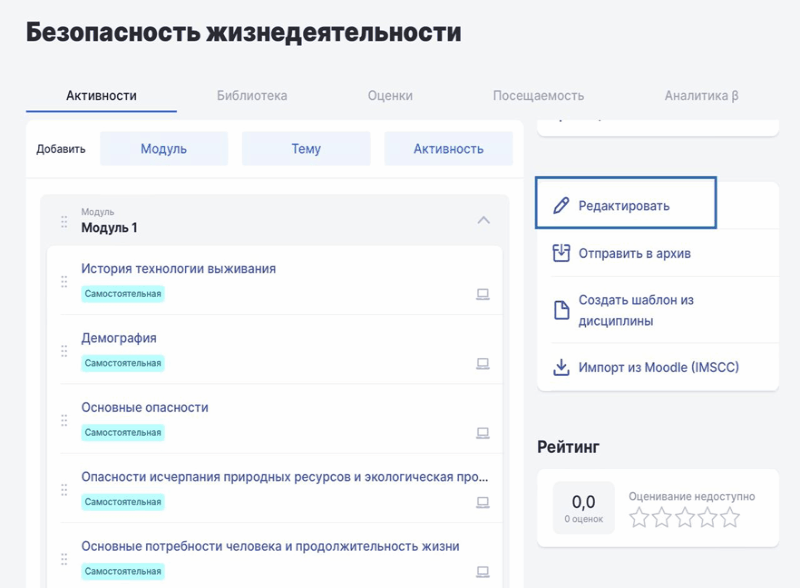 Безопасность жизнедеятельности
Активности
Библиотека
Оценки
Посещаемость
Аналитика β
Добавить
Модуль
Тему
Активность
Модуль
Модуль 1
История технологии выживания
Самостоятельная
Демография
Самостоятельная
Основные опасности
Самостоятельная
Опасности исчерпания природных ресурсов и экологическая про...
Самостоятельная
Основные потребности человека и продолжительность жизни
Самостоятельная
Редактировать
Отправить в архив
Создать шаблон из
дисциплины
Импорт из Moodle (IMSCC)
Рейтинг
0,0
0 оценок
Оценивание недоступно